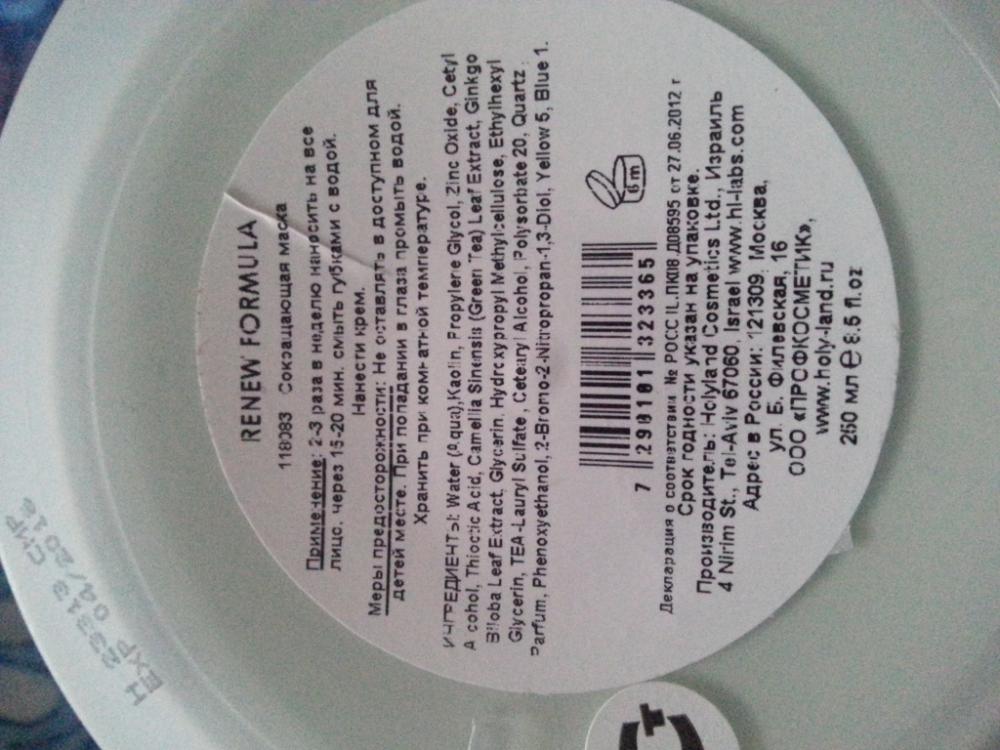 RENEW FORMULA
118083 Сокращающая маска
Применение: 2-3 раза в неделю наносить на все
лицо, через 15-20 мин. смыть губками с водой.
Нанести крем.
Меры предосторожности: Не оставлять в доступном для
детей месте. При попадании в глаза промыть водой.
Хранить при комнатной температуре.
ИНГРЕДИЕНТЫ: Water (Aqua),Kaolin, Propylene Glycol, Zinc Oxide, Cetyl
Alcohol, Thioctic Acid, Camellia Sinensis (Green Tea) Leaf Extract, Ginkgo
Biloba Leaf Extract, Glycerin, Hydroxypropyl Methylcellulose, Ethylhexyl
Glycerin, TEA-Lauryl Sulfate, Cetearyl Alcohol, Polysorbate 20, Quartz,
Parfum, Phenoxyethanol, 2-Bromo-2-Nitropropan-1,3-Diol, Yellow 5, Blue 1.
6m
7 290101 323365
Декларация о соответствии № РОСС IL.ПК08.Д08595 от 27.06.2012 г
Срок годности указан на упаковке.
Производитель: Holyland Cosmetics Ltd., Израиль
4 Nirim St., Tel-Aviv 67060, Israel www.hl-labs.com
Адрес в России: 121309, Москва,
ул. Б. Филевская, 16
ООО «ПРОФКОСМЕТИК»,
www.holy-land.ru
250 мл e 8.5 fl.oz
EXP 04/2016